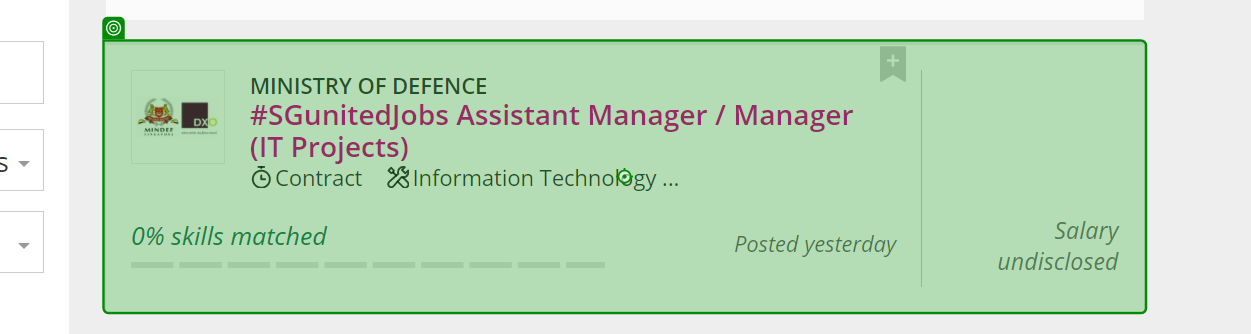 MINISTRY OF DEFENCE
#SGunitedJobs Assistant Manager / Manager
(IT Projects)
Contract Information Technology ...
0% skills matched
Posted yesterday
Salary
undisclosed
MINDEF
SINGAPORE
DXO
s